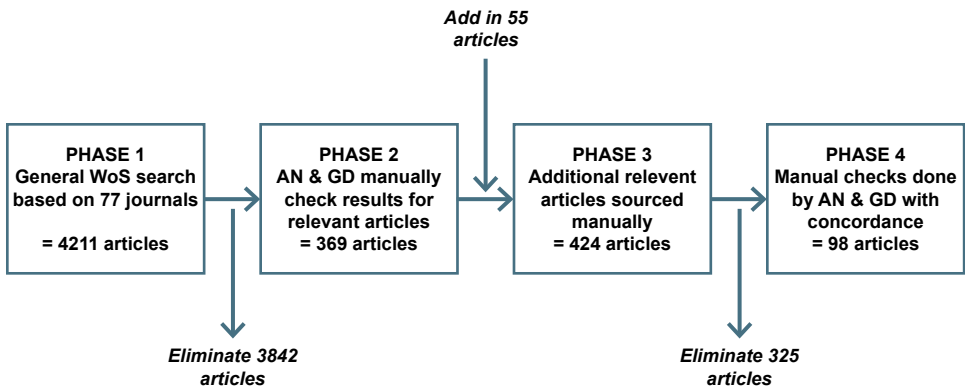 Add in 55
articles
PHASE 1
General WoS search
based on 77 journals
= 4211 articles
PHASE 2
AN & GD manually
check results for
relevant articles
= 369 articles
PHASE 3
Additional relevent
articles sourced
manually
= 424 articles
PHASE 4
Manual checks done
by AN & GD with
concordance
= 98 articles
Eliminate 3842
articles
Eliminate 325
articles